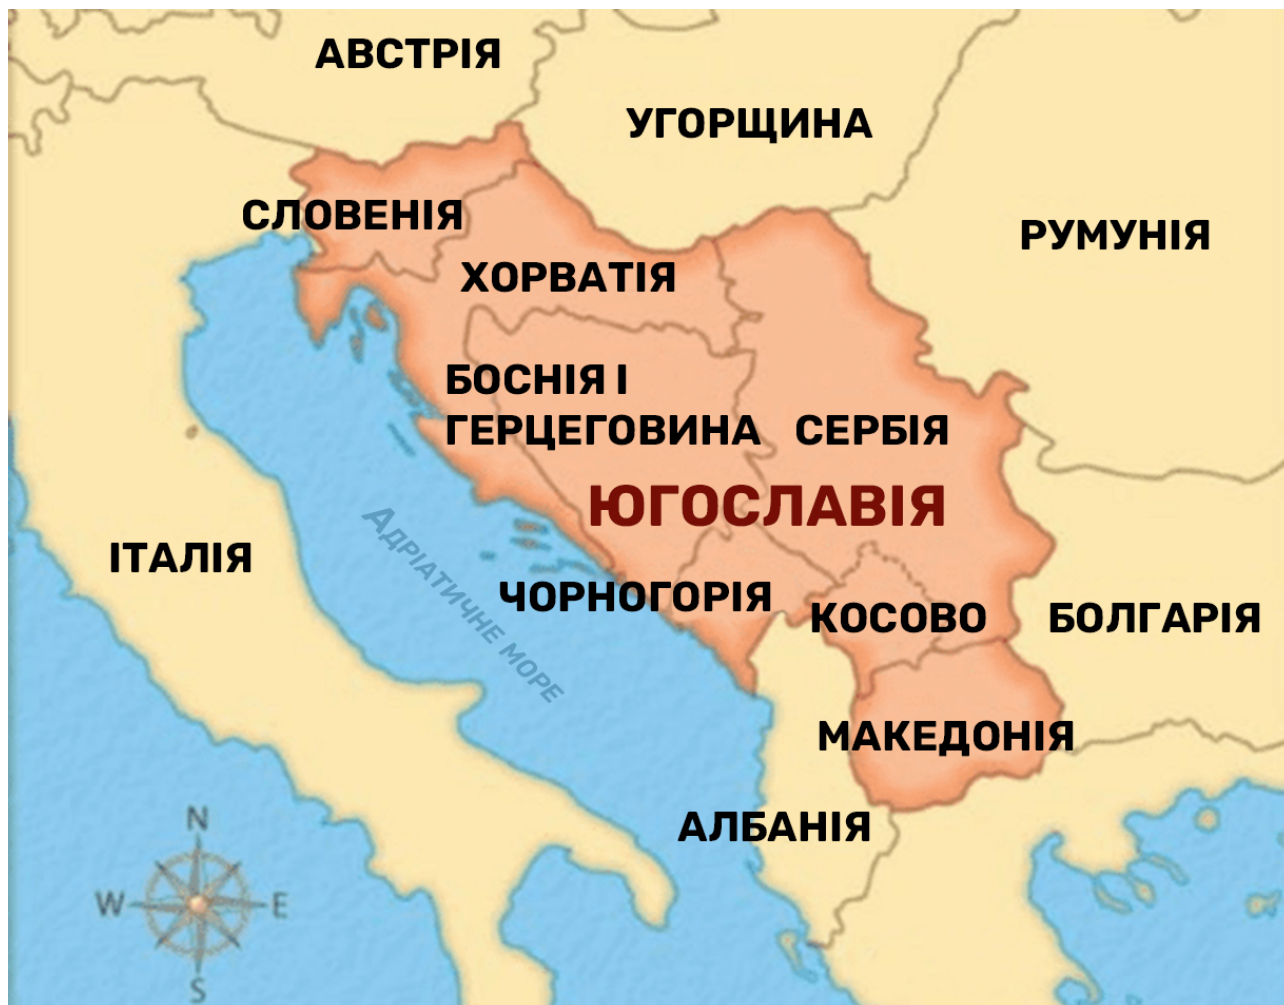 АВСТРІЯ
УГОРЩИНА
СЛОВЕНІЯ
РУМУНІЯ
ХОРВАТІЯ
БОСНІЯ І
ГЕРЦЕГОВИНА
СЕРБІЯ
ЮГОСЛАВІЯ
ІТАЛІЯ
АДРІАТИЧНЕ МОРЕ
ЧОРНОГОРІЯ
КОСОВО
БОЛГАРІЯ
МАКЕДОНІЯ
АЛБАНІЯ
N
W
E
S